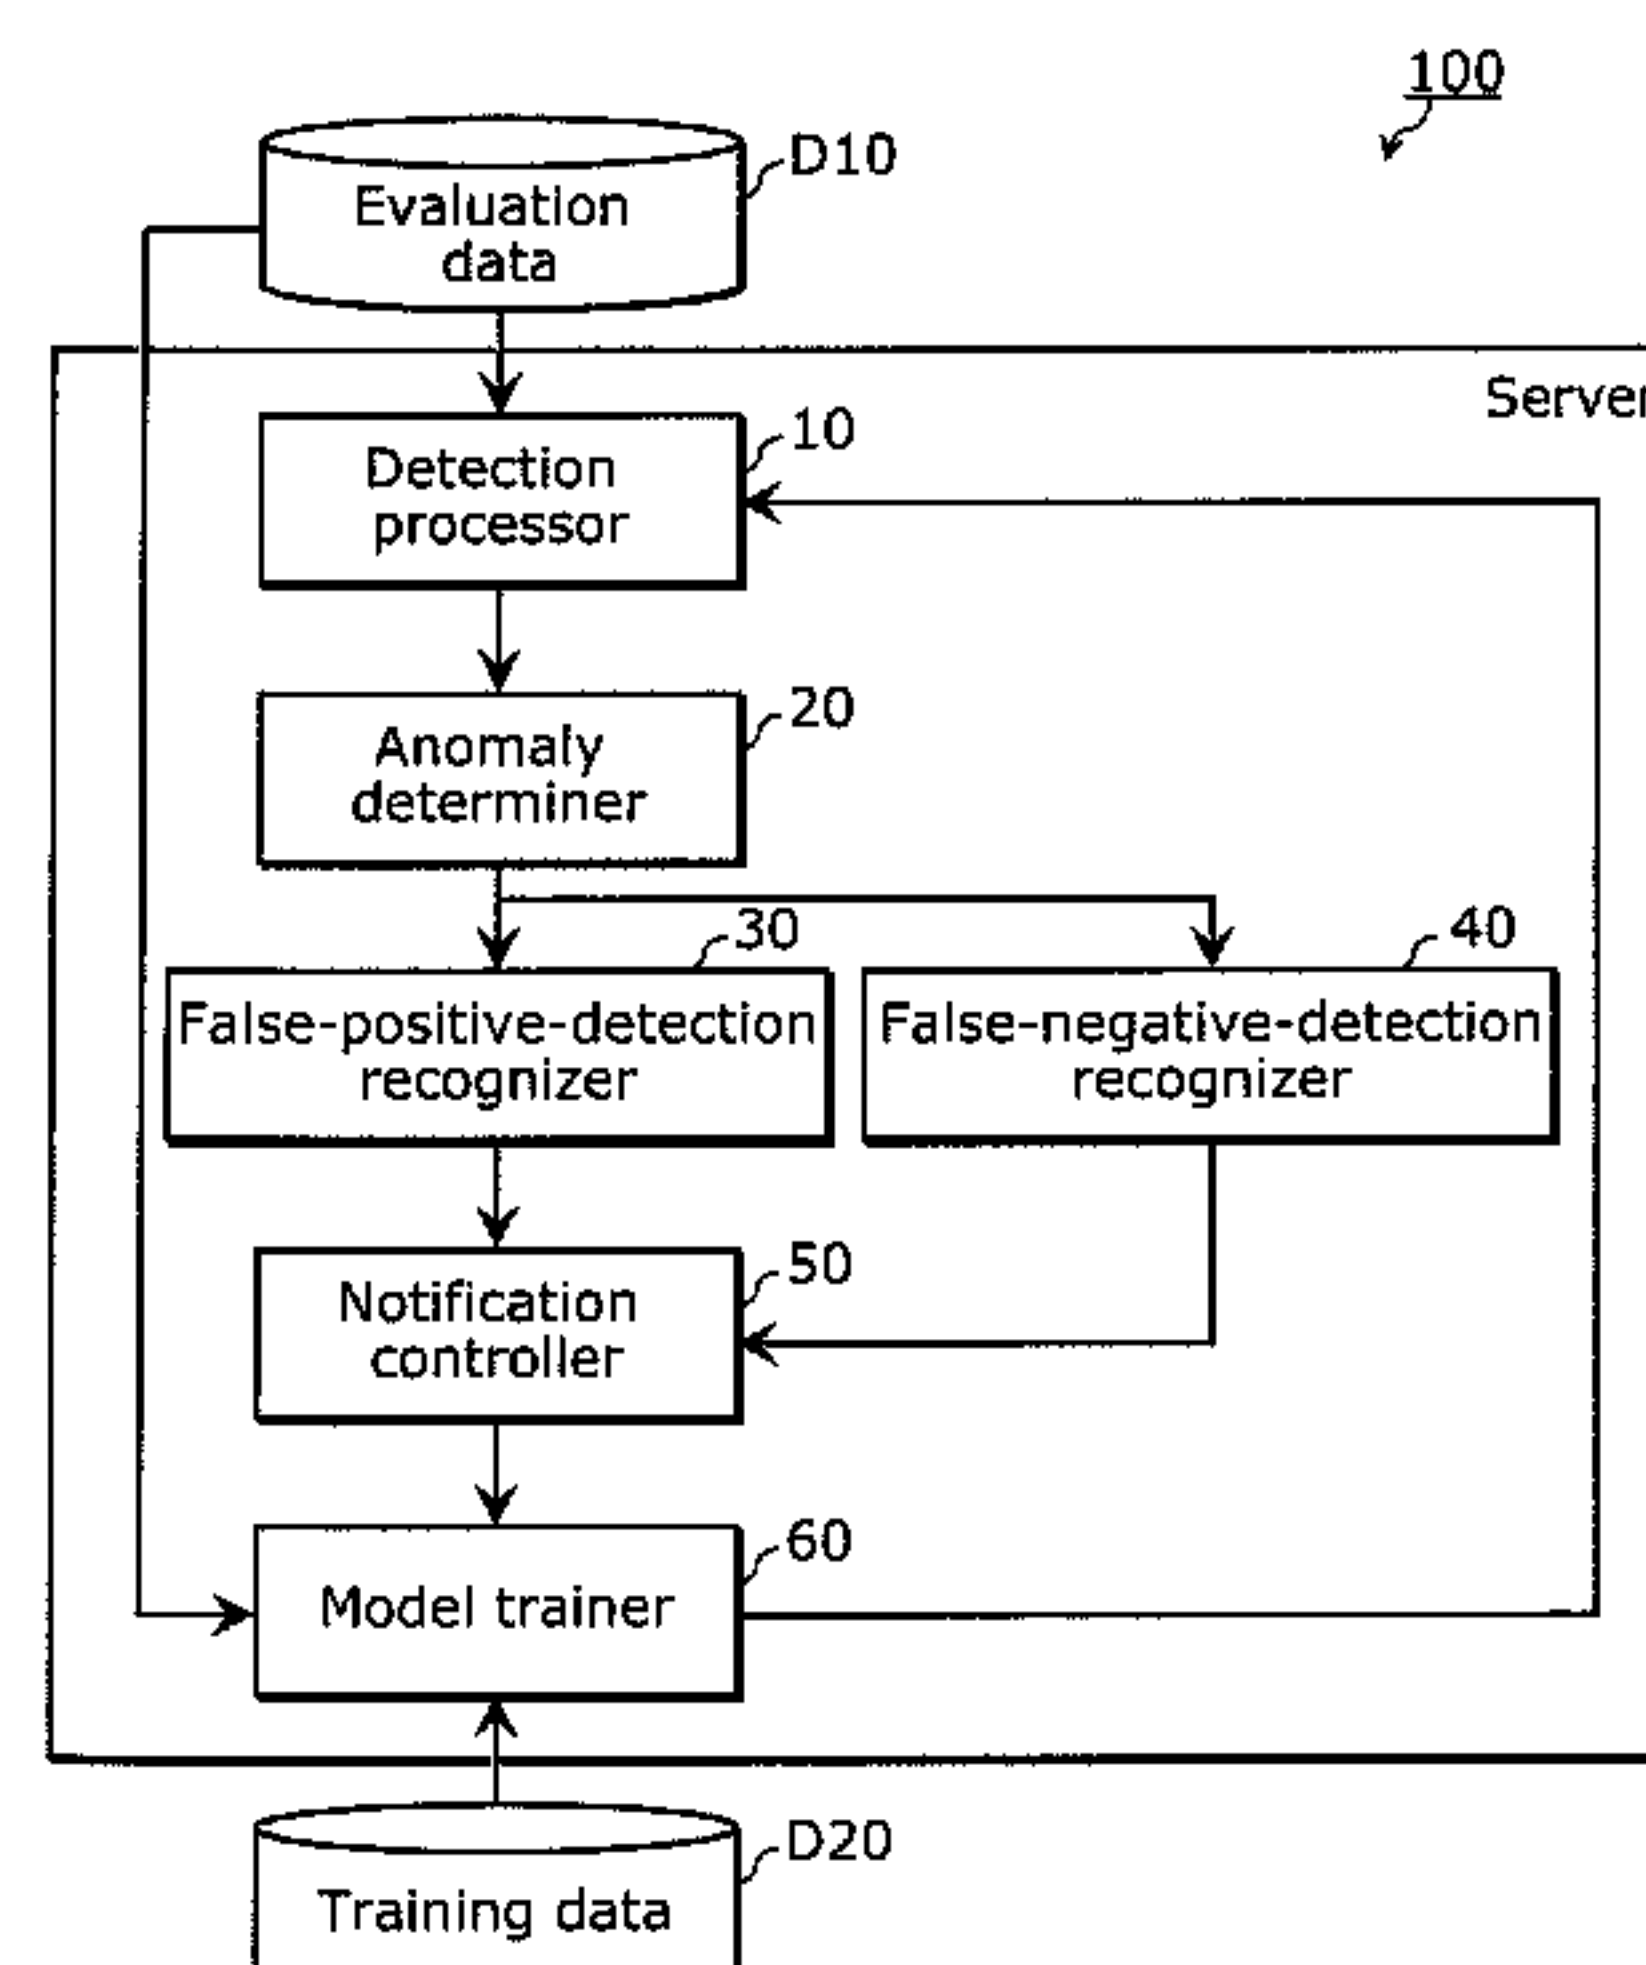 100
D10
Evaluation
data
Server
10
Detection
processor
20
Anomaly
determiner
30
40
False-positive-detection
recognizer
False-negative-detection
recognizer
50
Notification
controller
60
Model trainer
D20
Training data